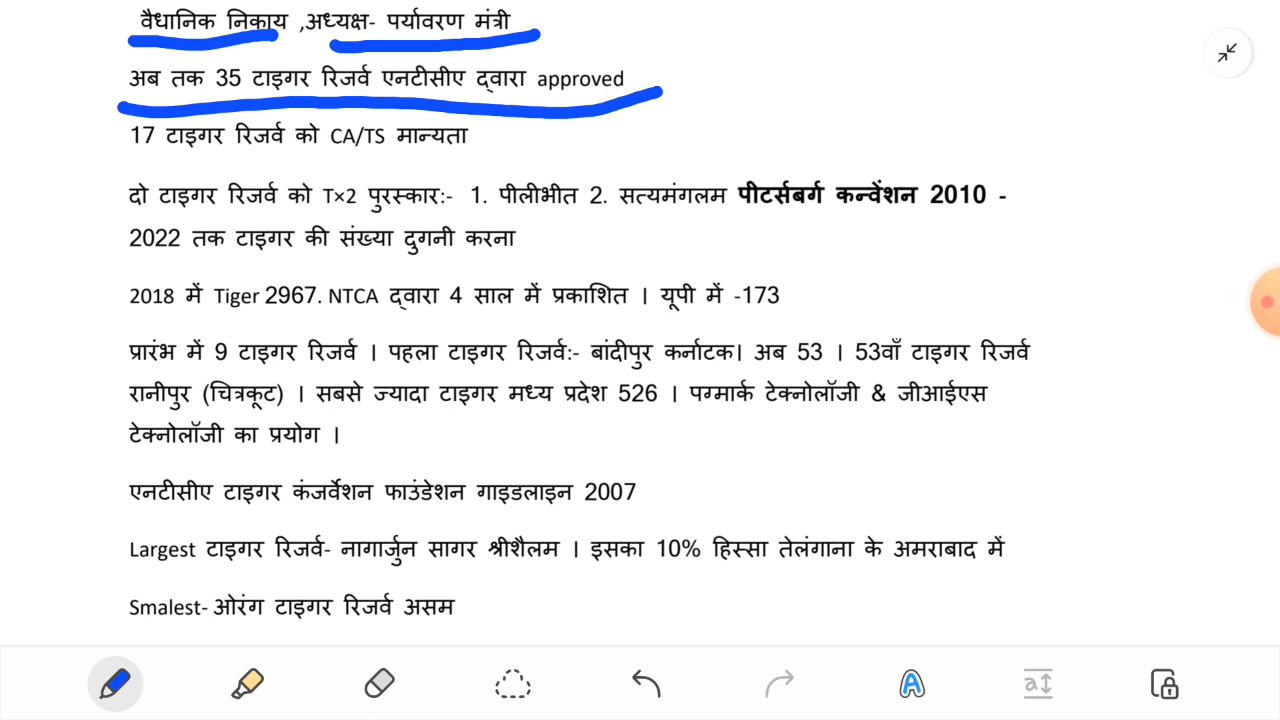 वैधानिक निकाय ,अध्यक्ष- पर्यावरण मंत्री
अब तक 35 टाइगर रिजर्व एनटीसीए द्वारा approved
17 टाइगर रिजर्व को CA/TS मान्यता
दो टाइगर रिजर्व को T×2 पुरस्कार:- 1. पीलीभीत 2. सत्यमंगलम पीटर्सबर्ग कन्वेंशन 2010 -
2022 तक टाइगर की संख्या दुगनी करना
2018 में Tiger 2967. NTCA द्वारा 4 साल में प्रकाशित । यूपी में -173
प्रारंभ में 9 टाइगर रिजर्व । पहला टाइगर रिजर्व:- बांदीपुर कर्नाटक। अब 53 । 53वाँ टाइगर रिजर्व
रानीपुर (चित्रकूट) । सबसे ज्यादा टाइगर मध्य प्रदेश 526 । पग्मार्क टेक्नोलॉजी & जीआईएस
टेक्नोलॉजी का प्रयोग ।
एनटीसीए टाइगर कंजर्वेशन फाउंडेशन गाइडलाइन 2007
Largest टाइगर रिजर्व- नागार्जुन सागर श्रीशैलम । इसका 10% हिस्सा तेलंगाना के अमराबाद में
Smalest- ओरंग टाइगर रिजर्व असम